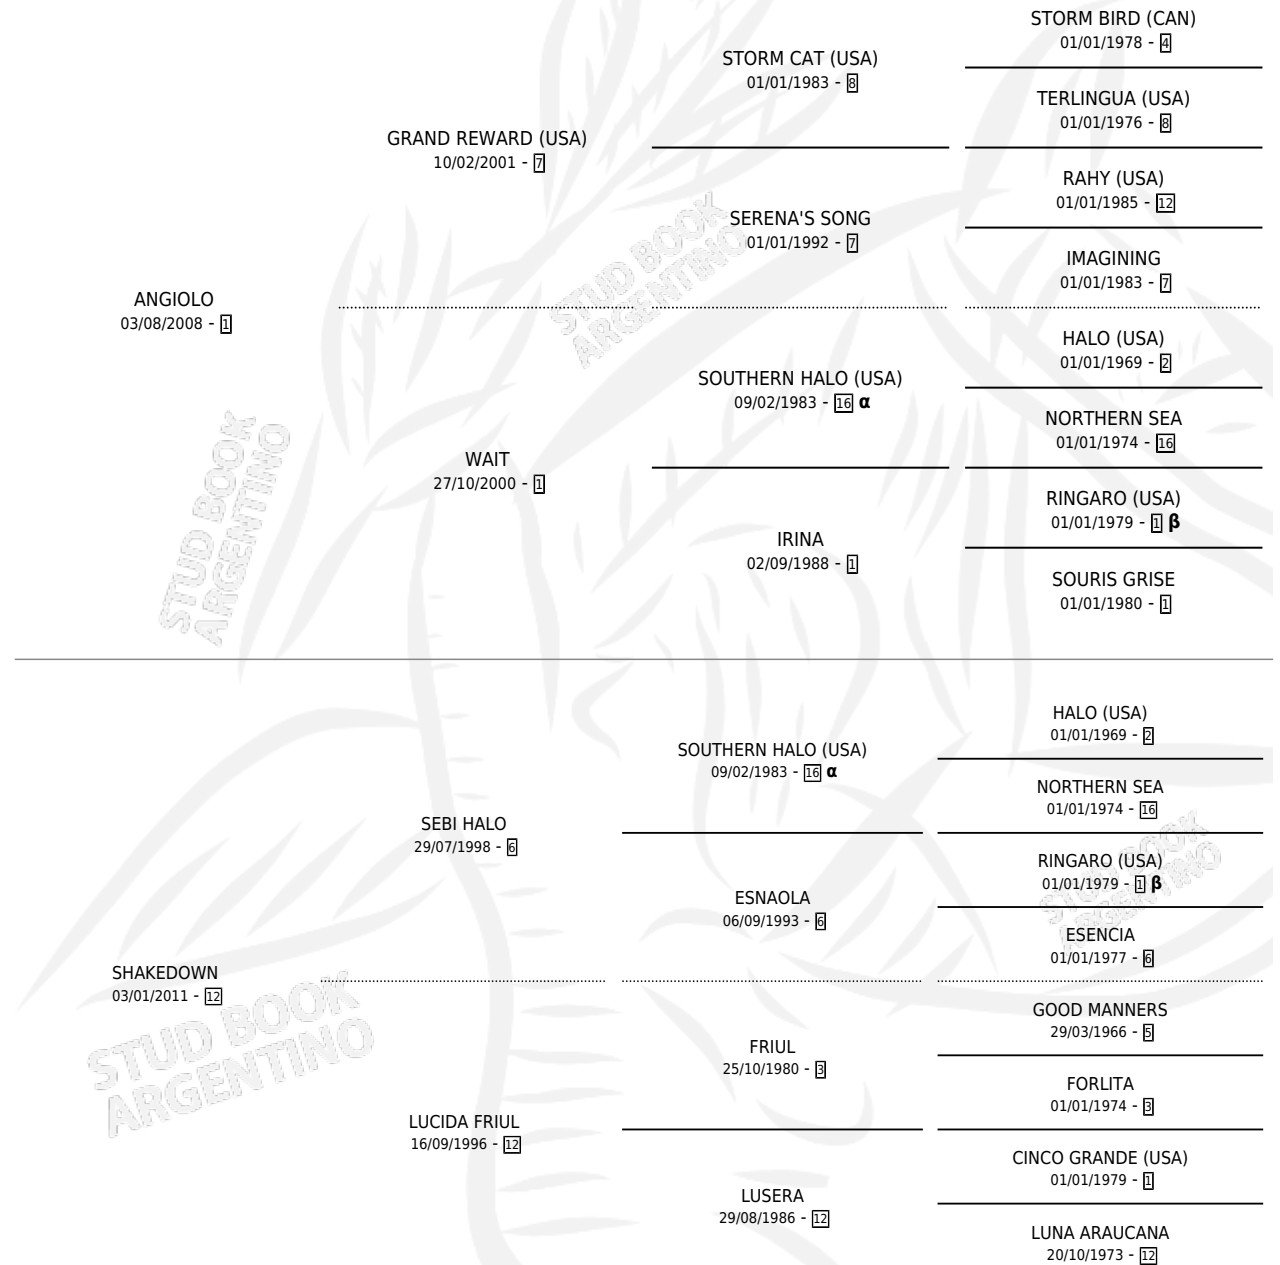 STORM BIRD (CAN)
01/01/1978 - 4
STORM CAT (USA)
01/01/1983 - 8
TERLINGUA (USA)
01/01/1976 - 8
GRAND REWARD (USA)
10/02/2001 - 7
RAHY (USA)
01/01/1985 - 12
SERENA'S SONG
01/01/1992 - 7
IMAGINING
01/01/1983 - 7
ANGIOLO
03/08/2008 - 1
HALO (USA)
01/01/1969 - 2
SOUTHERN HALO (USA)
09/02/1983 - 16 α
NORTHERN SEA
01/01/1974 - 16
WAIT
27/10/2000 - 1
RINGARO (USA)
01/01/1979 - 1 β
IRINA
02/09/1988 - 1
SOURIS GRISE
01/01/1980 - 1
HALO (USA)
01/01/1969 - 2
SOUTHERN HALO (USA)
09/02/1983 - 16 α
NORTHERN SEA
01/01/1974 - 16
SEBI HALO
29/07/1998 - 6
RINGARO (USA)
01/01/1979 - 1 β
ESNAOLA
06/09/1993 - 6
ESENCIA
01/01/1977 - 6
SHAKEDOWN
03/01/2011 - 12
GOOD MANNERS
29/03/1966 - 5
FRIUL
25/10/1980 - 3
FORLITA
01/01/1974 - 3
LUCIDA FRIUL
16/09/1996 - 12
CINCO GRANDE (USA)
01/01/1979 - 1
LUSERA
29/08/1986 - 12
LUNA ARAUCANA
20/10/1973 - 12
STUD BOOK
ARGENTINO
STUD BOOK
ARGENTINO
STUD BOOK
ARGENTINO
STUD BOOK
ARGENTINO